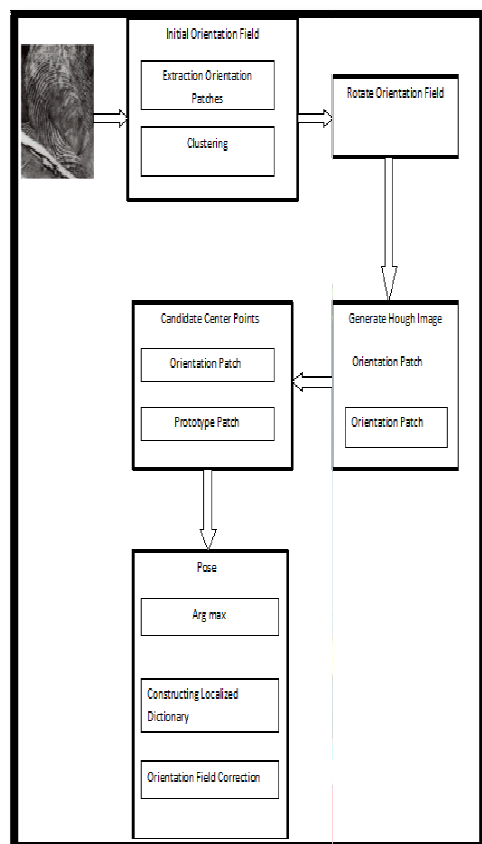 Initial Orientation Field
Extraction Orientation
Patches
Clustering
Rotate Orientation Field
Generate Hough Image
Orientation Patch
Orientation Patch
Candidate Center Points
Orientation Patch
Prototype Patch
Pose
Arg max
Constructing Localized
Dictionary
Orientation Field Correction